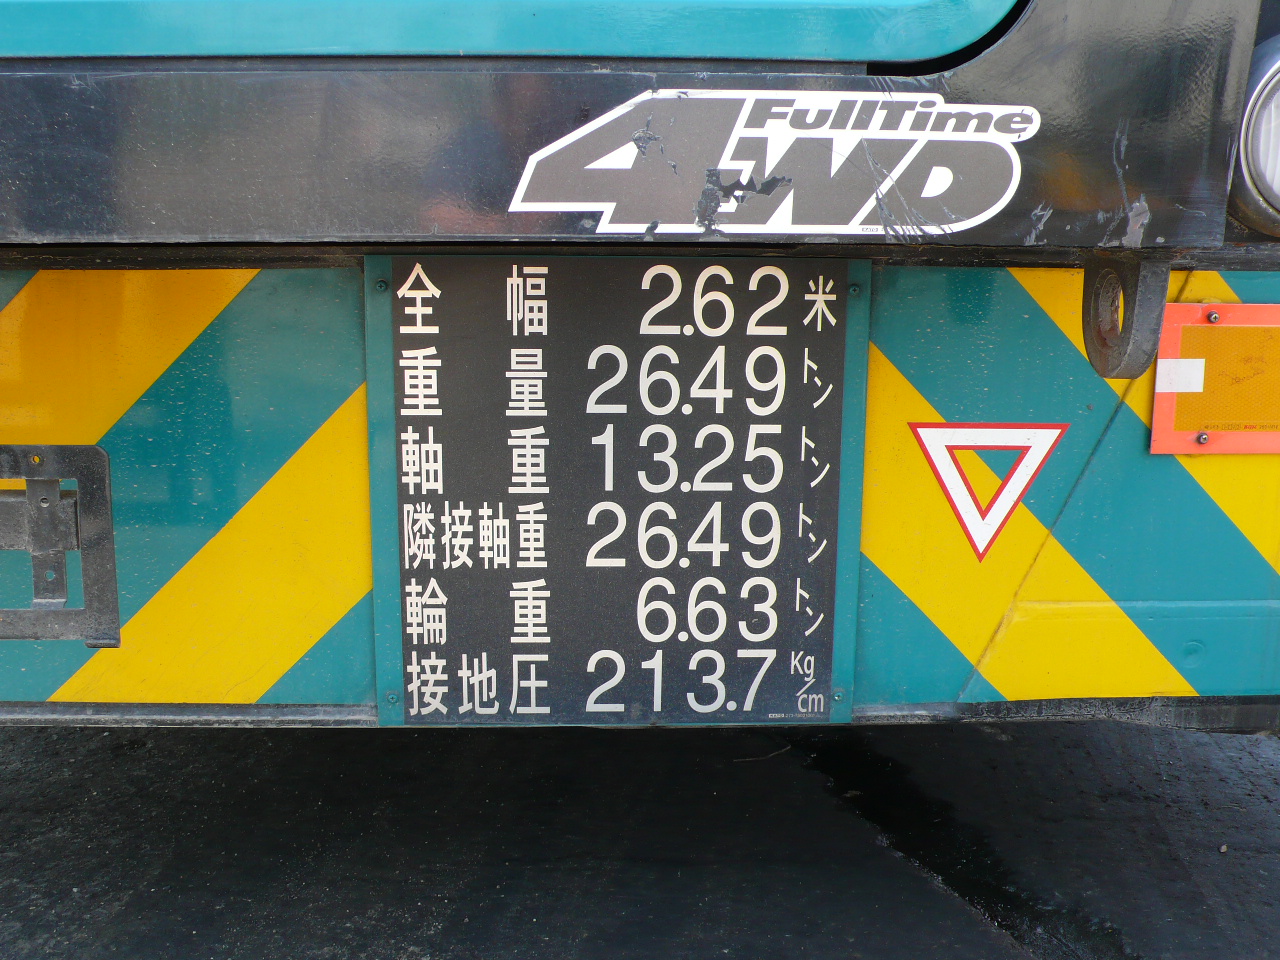 FullTime
4WD
全幅 2.62 米
重量 26.49 トン
軸重 13.25 トン
隣接軸重 26.49 トン
輪重 6.63 トン
接地圧 213.7 Kg/cm
KATO